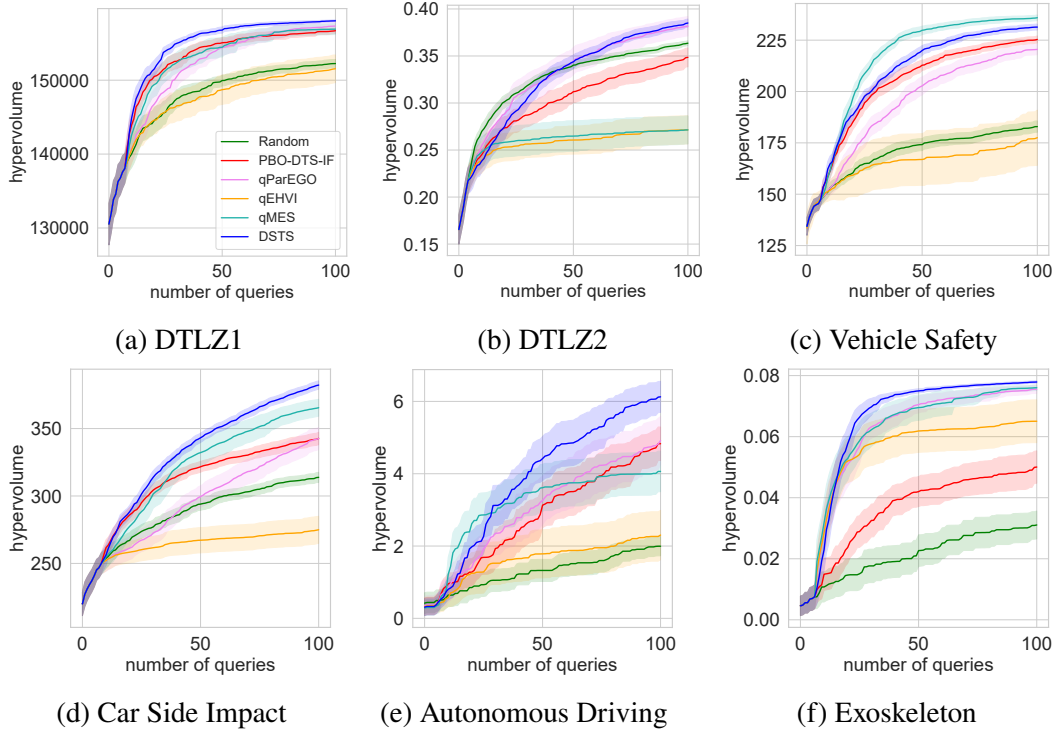 hypervolume
150000
140000
130000
0
50
100
number of queries
Random
PBO-DTS-IF
qParEGO
qEHVI
qMES
DSTS
(a) DTLZ1
hypervolume
0.40
0.35
0.30
0.25
0.20
0.15
0
50
100
number of queries
(b) DTLZ2
hypervolume
225
200
175
150
125
0
50
100
number of queries
(c) Vehicle Safety
hypervolume
350
300
250
0
50
100
number of queries
(d) Car Side Impact
hypervolume
6
4
2
0
0
50
100
number of queries
(e) Autonomous Driving
hypervolume
0.08
0.06
0.04
0.02
0.00
0
50
100
number of queries
(f) Exoskeleton